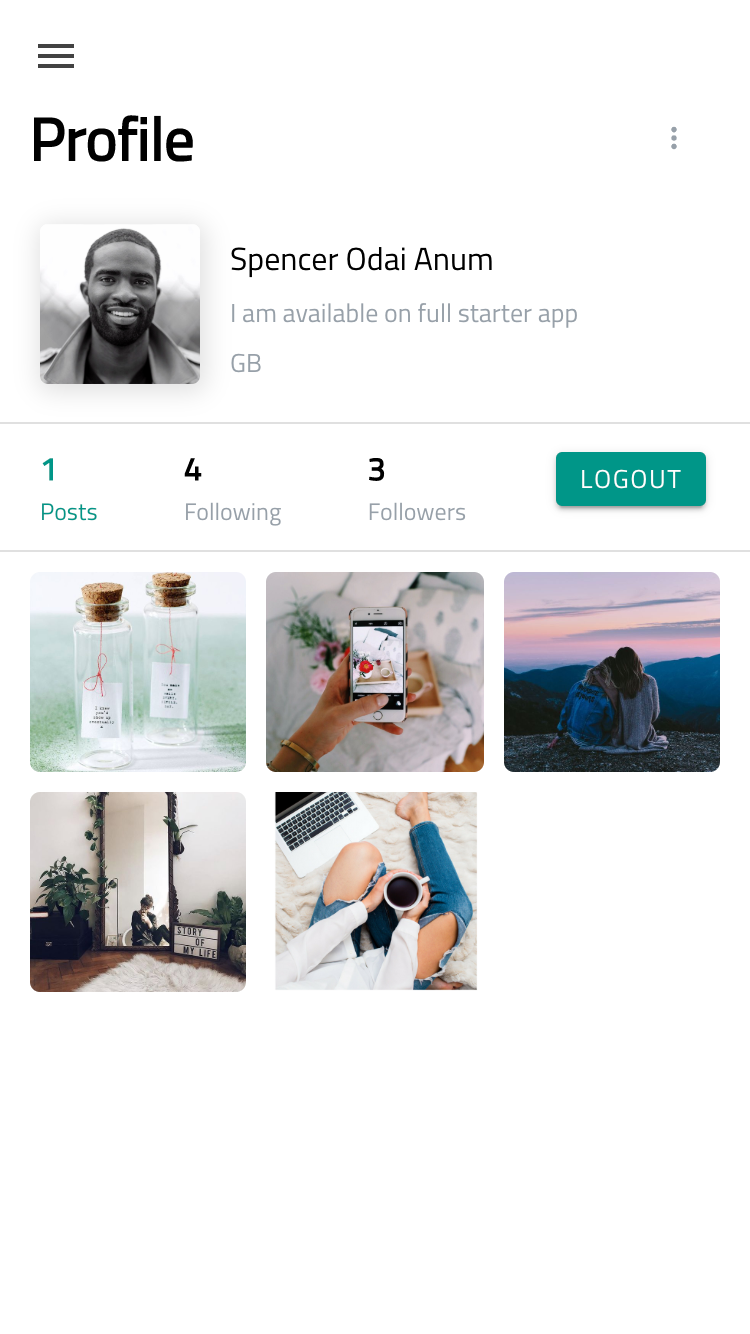 Profile
Spencer Odai Anum
I am available on full starter app
GB
1
Posts
4
Following
3
Followers
LOGOUT
STORY
OF
MY LIFE